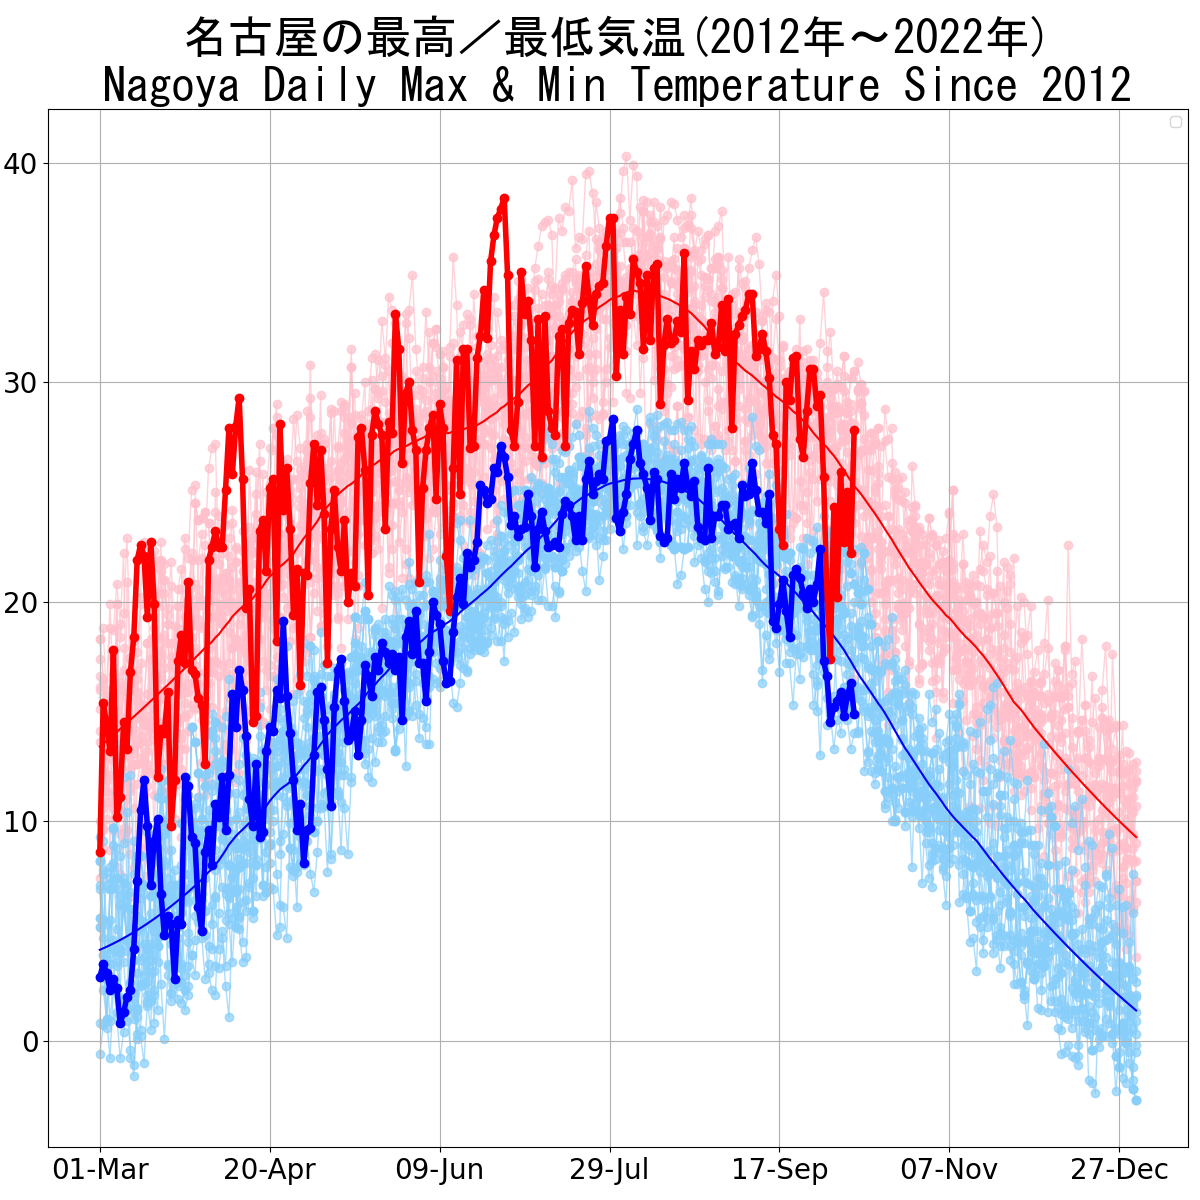 名古屋の最高／最低気温(2012年～2022年)
Nagoya Daily Max & Min Temperature Since 2012
40
30
20
10
0
01-Mar 20-Apr 09-Jun 29-Jul 17-Sep 07-Nov 27-Dec